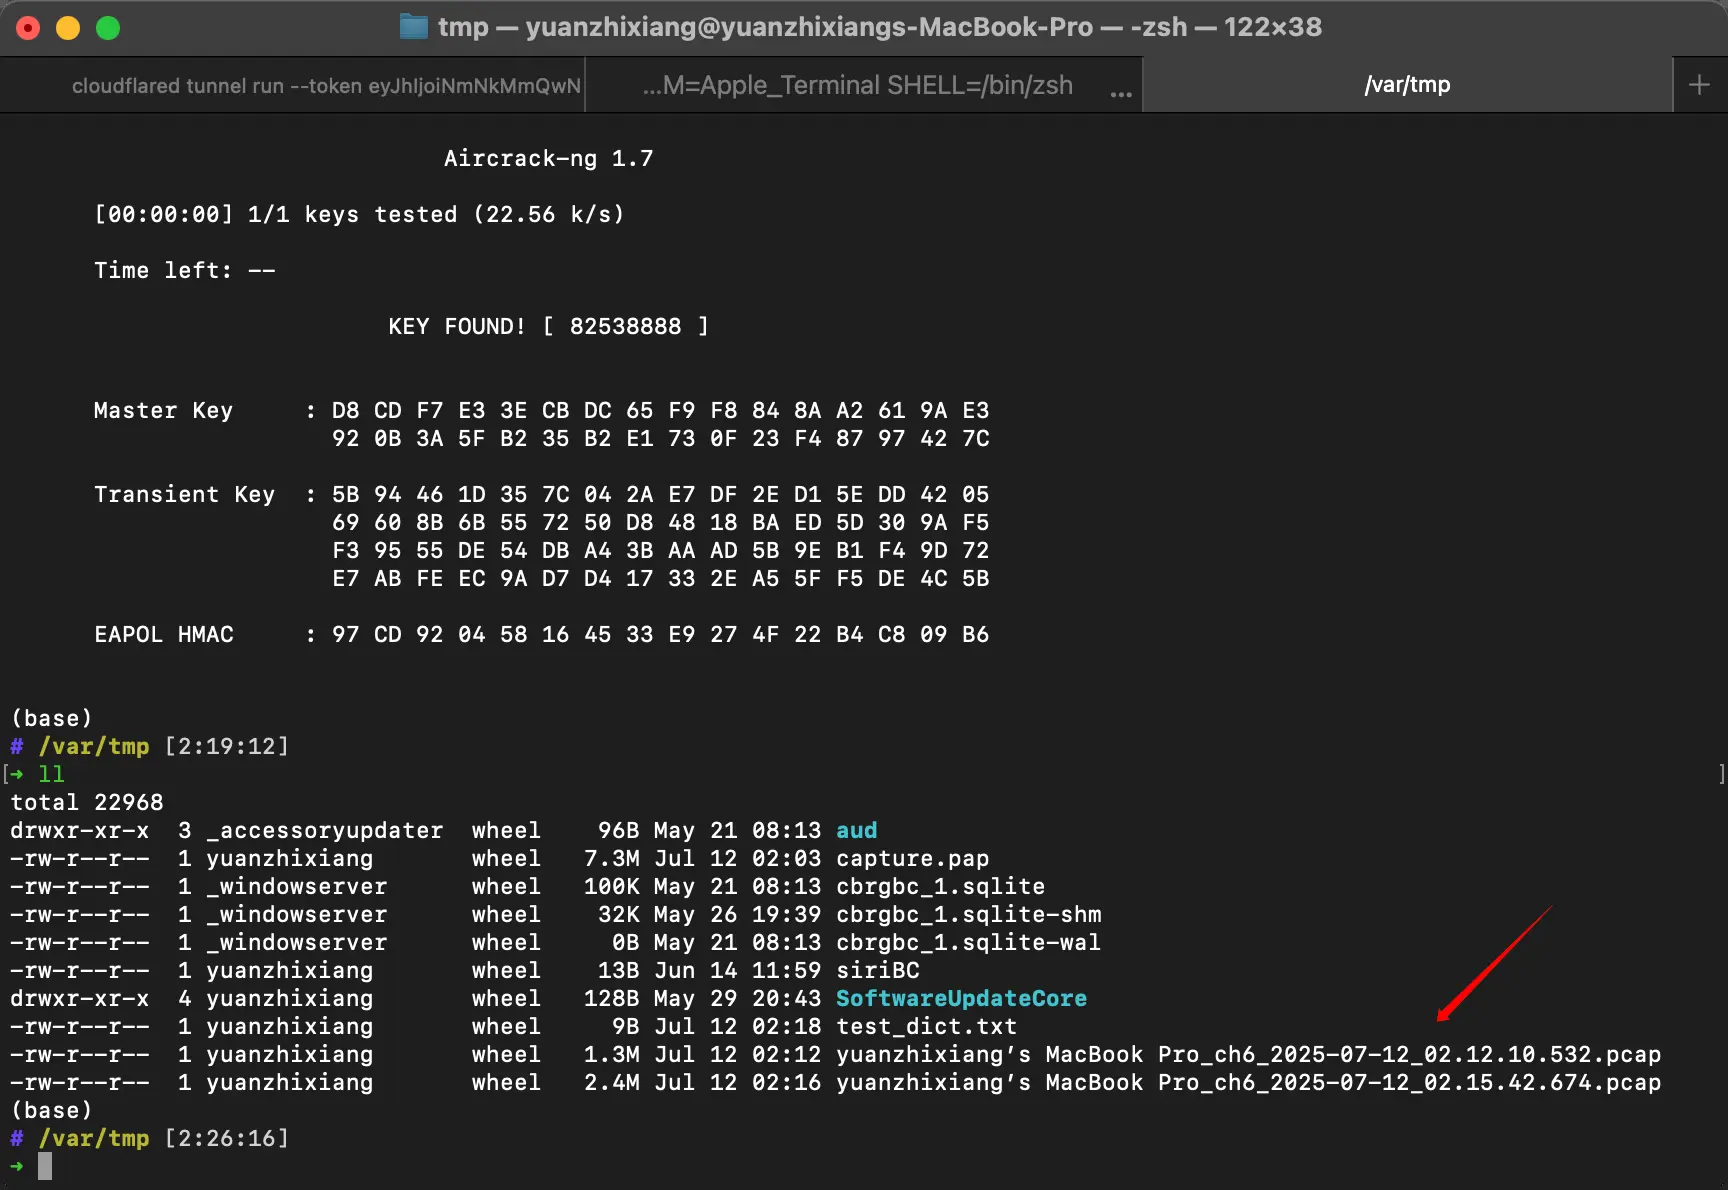 tmp — yuanzhixiang@yuanzhixiangs-MacBook-Pro — -zsh — 122×38
cloudflared tunnel run --token eyJhIjoiNmNkMmQwN
...M=Apple_Terminal SHELL=/bin/zsh ...
/var/tmp
+
Aircrack-ng 1.7
[00:00:00] 1/1 keys tested (22.56 k/s)
Time left: --
KEY FOUND! [ 82538888 ]
Master Key : D8 CD F7 E3 3E CB DC 65 F9 F8 84 8A A2 61 9A E3
92 0B 3A 5F B2 35 B2 E1 73 0F 23 F4 87 97 42 7C
Transient Key : 5B 94 46 1D 35 7C 04 2A E7 DF 2E D1 5E DD 42 05
69 60 8B 6B 55 72 50 D8 48 18 BA ED 5D 30 9A F5
F3 95 55 DE 54 DB A4 3B AA AD 5B 9E B1 F4 9D 72
E7 AB FE EC 9A D7 D4 17 33 2E A5 5F F5 DE 4C 5B
EAPOL HMAC : 97 CD 92 04 58 16 45 33 E9 27 4F 22 B4 C8 09 B6
(base)
# /var/tmp [2:19:12]
[➜ ll ]
total 22968
drwxr-xr-x 3 _accessoryupdater wheel 96B May 21 08:13 aud
-rw-r--r-- 1 yuanzhixiang wheel 7.3M Jul 12 02:03 capture.pap
-rw-r--r-- 1 _windowserver wheel 100K May 21 08:13 cbrgbc_1.sqlite
-rw-r--r-- 1 _windowserver wheel 32K May 26 19:39 cbrgbc_1.sqlite-shm
-rw-r--r-- 1 _windowserver wheel 0B May 21 08:13 cbrgbc_1.sqlite-wal
-rw-r--r-- 1 yuanzhixiang wheel 13B Jun 14 11:59 siriBC
drwxr-xr-x 4 yuanzhixiang wheel 128B May 29 20:43 SoftwareUpdateCore
-rw-r--r-- 1 yuanzhixiang wheel 9B Jul 12 02:18 test_dict.txt
-rw-r--r-- 1 yuanzhixiang wheel 1.3M Jul 12 02:12 yuanzhixiang’s MacBook Pro_ch6_2025-07-12_02.12.10.532.pcap
-rw-r--r-- 1 yuanzhixiang wheel 2.4M Jul 12 02:16 yuanzhixiang’s MacBook Pro_ch6_2025-07-12_02.15.42.674.pcap
(base)
# /var/tmp [2:26:16]
➜